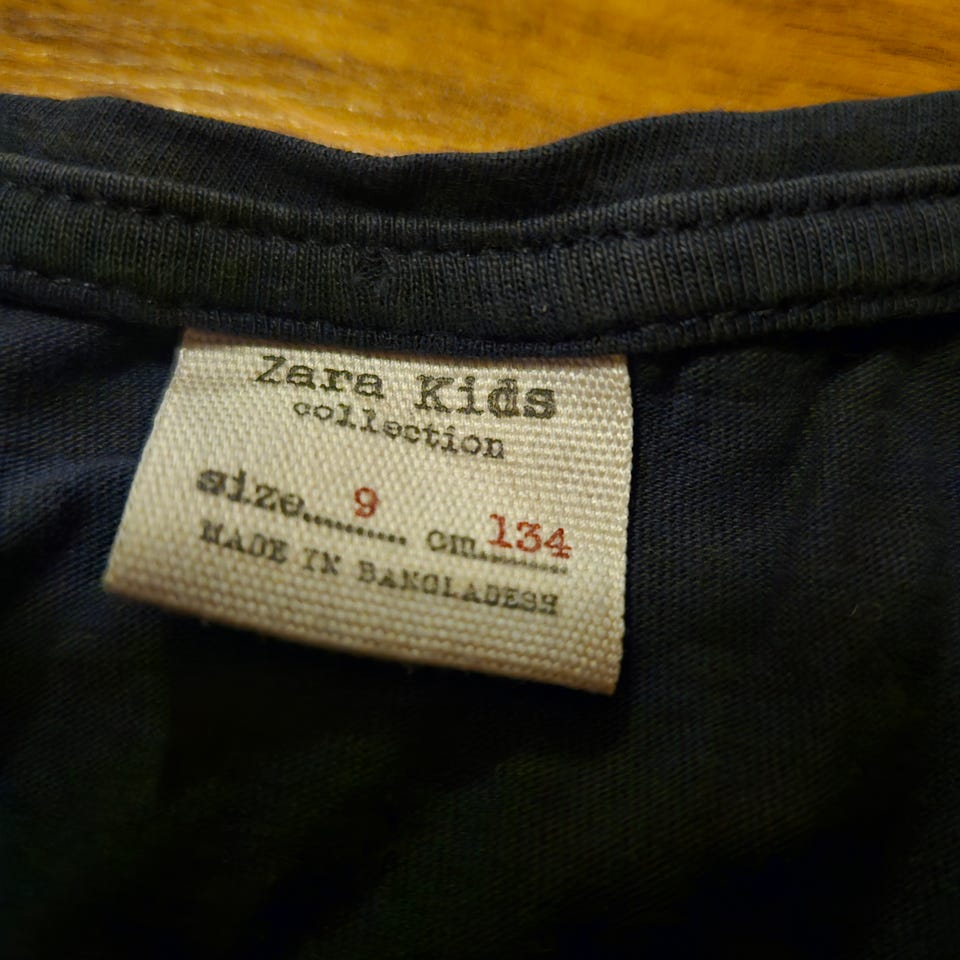 Zara Kids
collection
size.......9....... cm.134
MADE IN BANGLADESH